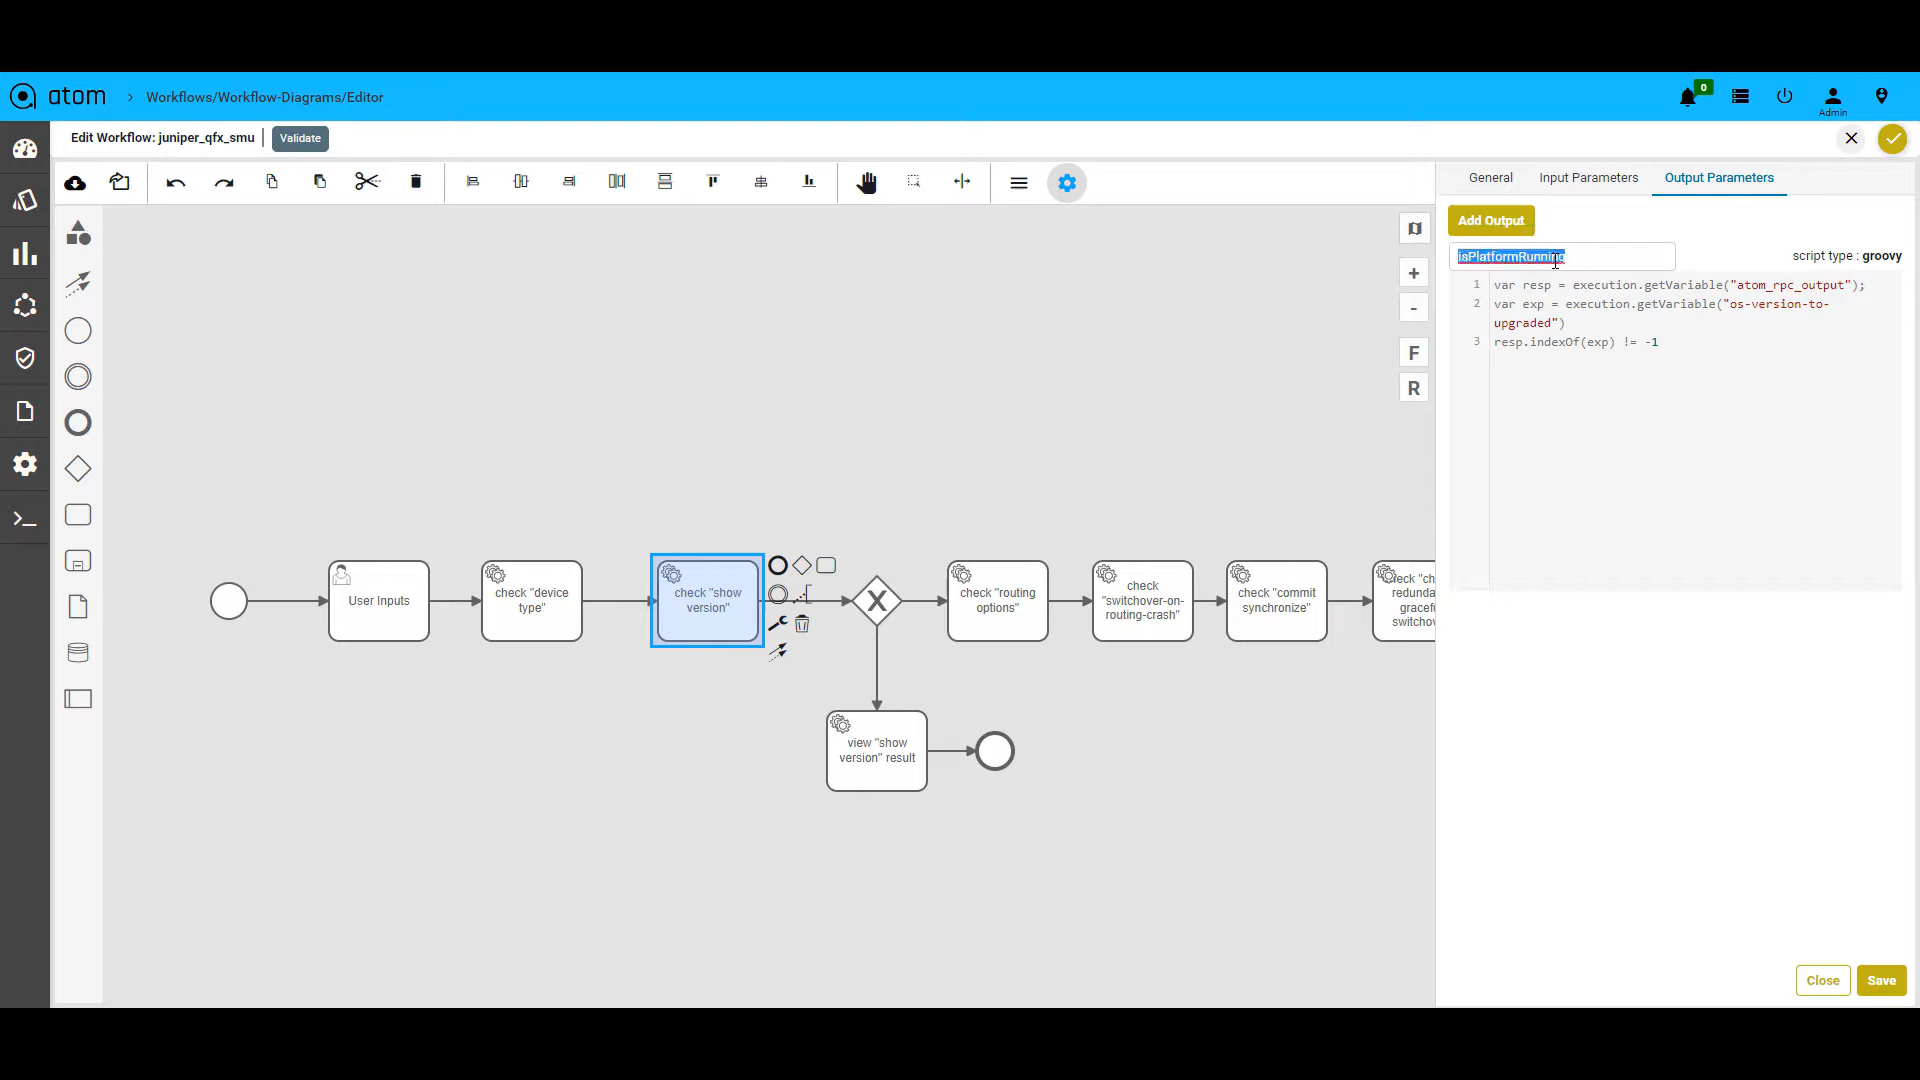 atom
Workflows/Workflow-Diagrams/Editor
0
Admin
Edit Workflow: juniper_qfx_smu
Validate
General
Input Parameters
Output Parameters
Add Output
isPlatformRunning
script type : groovy
1 var resp = execution.getVariable("atom_rpc_output");
2 var exp = execution.getVariable("os-version-to-
upgraded")
3 resp.indexOf(exp) != -1
+
-
F
R
User Inputs
check "device
type"
check "show
version"
X
check "routing
options"
check
"switchover-on-
routing-crash"
check "commit
synchronize"
view "show
version" result
Close
Save